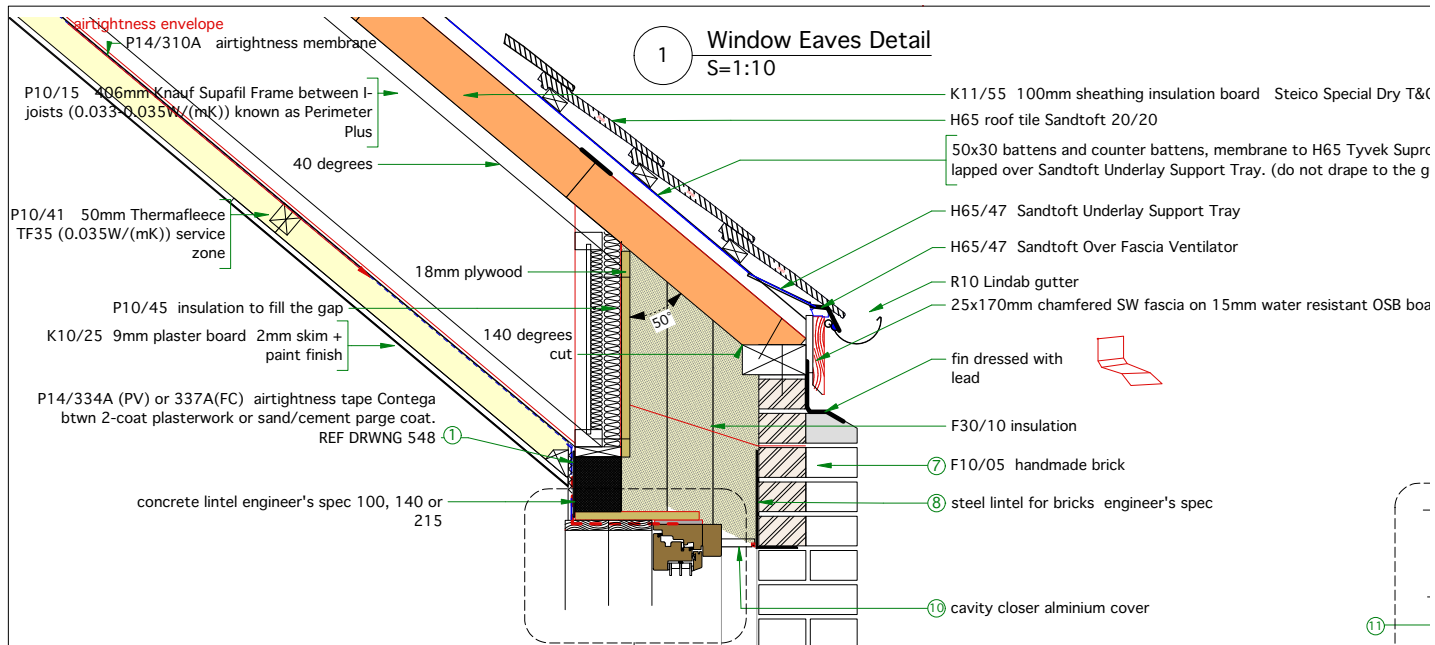 airtightness envelope
P14/310A airtightness membrane
P10/15 406mm Knauf Supafil Frame between I-
joists (0.033-0.035W/(mK)) known as Perimeter
Plus
40 degrees
P10/41 50mm Thermafleece
TF35 (0.035W/(mK)) service
zone
18mm plywood
P10/45 insulation to fill the gap
K10/25 9mm plaster board 2mm skim +
paint finish
140 degrees
cut
50°
P14/334A (PV) or 337A(FC) airtightness tape Contega
btwn 2-coat plasterwork or sand/cement parge coat.
REF DRWNG 548 1
concrete lintel engineer's spec 100, 140 or
215
1 Window Eaves Detail
S=1:10
K11/55 100mm sheathing insulation board Steico Special Dry T&G
H65 roof tile Sandtoft 20/20
50x30 battens and counter battens, membrane to H65 Tyvek Supro
lapped over Sandtoft Underlay Support Tray. (do not drape to the g
H65/47 Sandtoft Underlay Support Tray
H65/47 Sandtoft Over Fascia Ventilator
R10 Lindab gutter
25x170mm chamfered SW fascia on 15mm water resistant OSB boa
fin dressed with
lead
F30/10 insulation
7 F10/05 handmade brick
8 steel lintel for bricks engineer's spec
10 cavity closer alminium cover
11